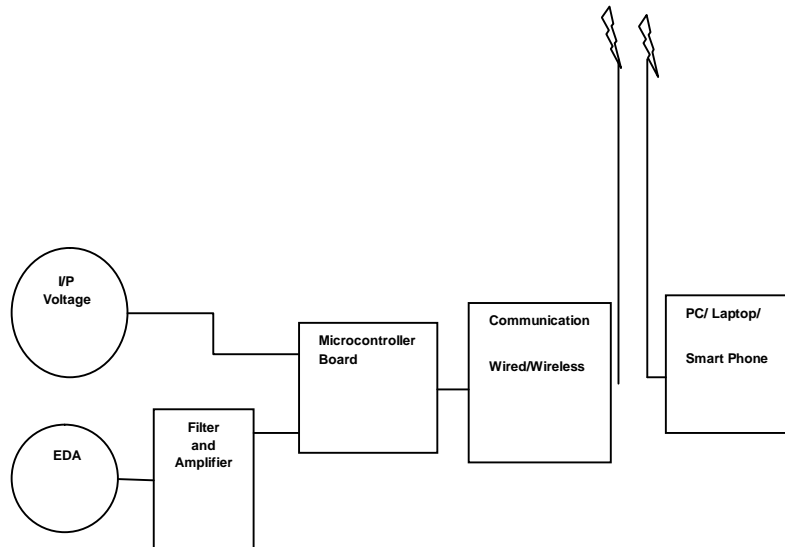 I/P
Voltage
EDA
Filter
and
Amplifier
Microcontroller
Board
Communication
Wired/Wireless
PC/ Laptop/
Smart Phone